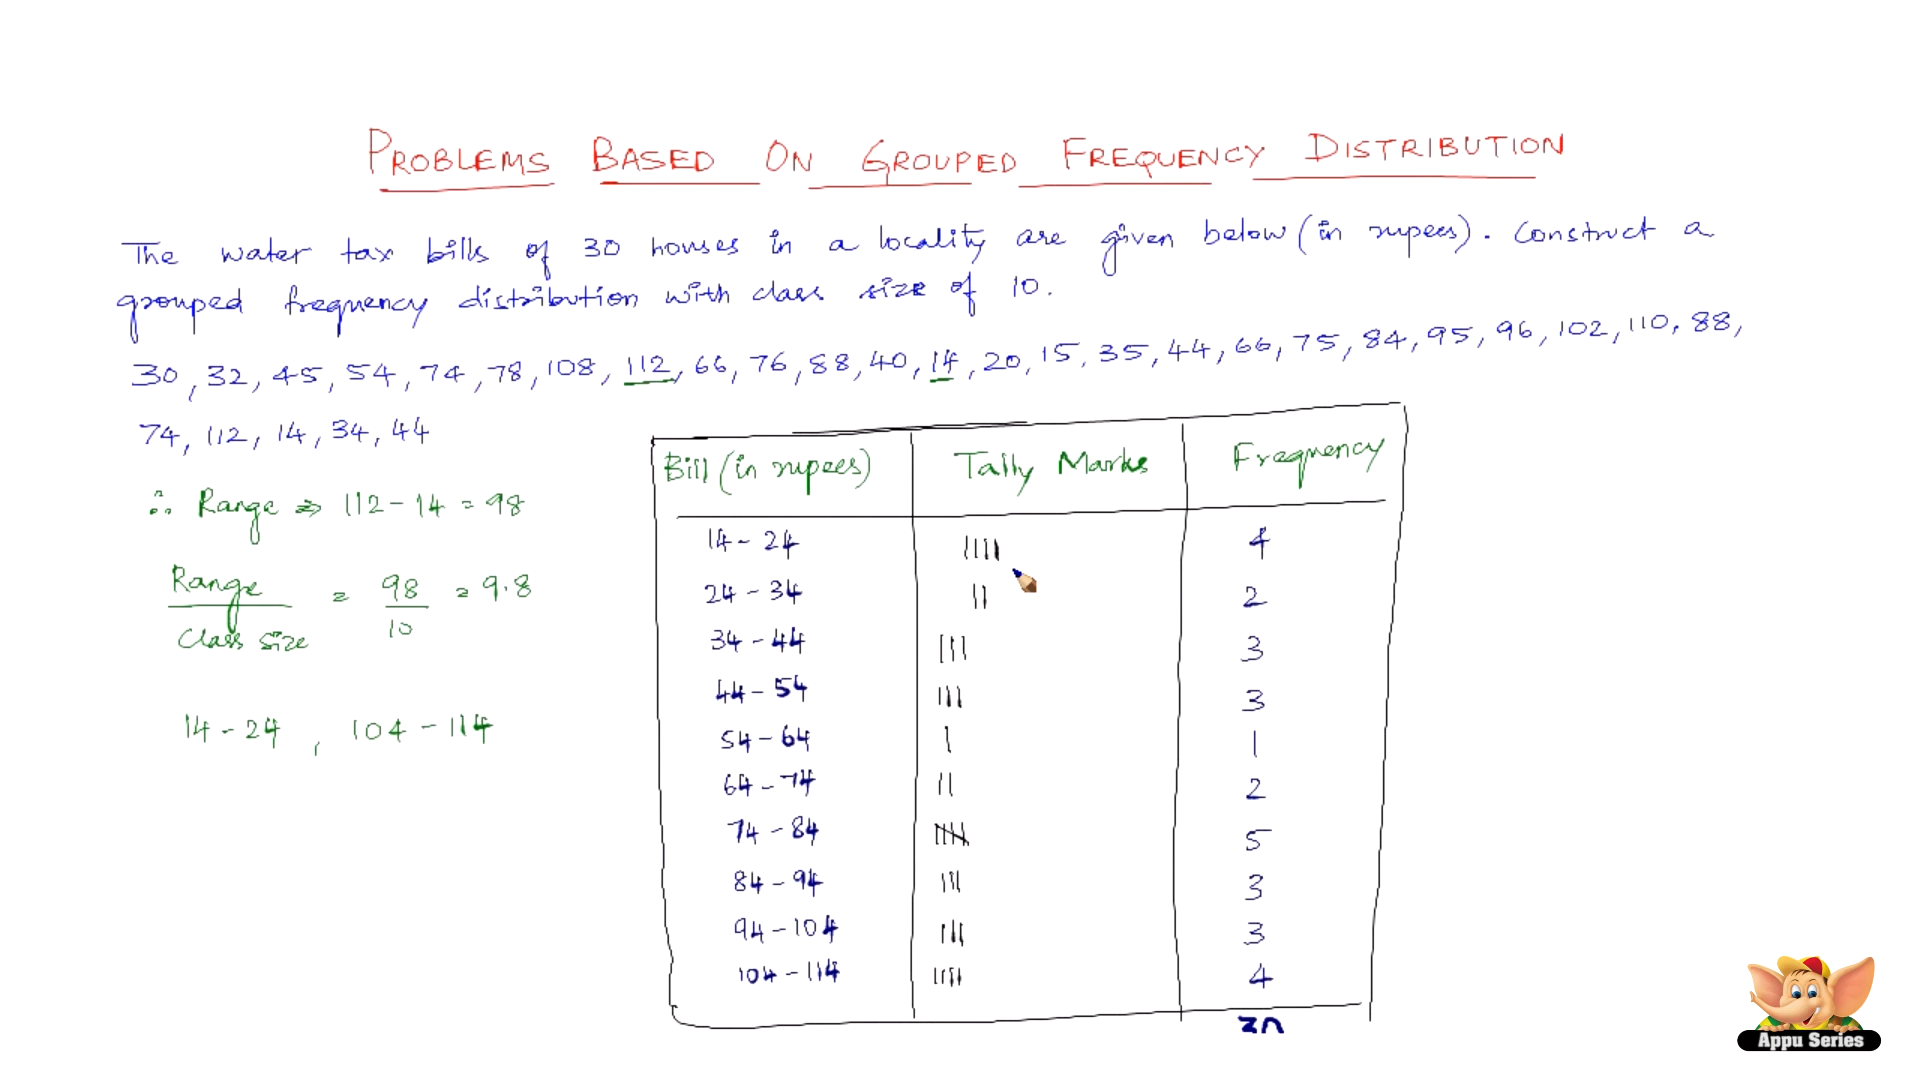 PROBLEMS BASED ON GROUPED FREQUENCY DISTRIBUTION
The water tax bills of 30 houses in a locality are given below (in rupees). Construct a
grouped frequency distribution with class size of 10.
30, 32, 45, 54, 74, 78, 108, 112, 66, 76, 88, 40, 14, 20, 15, 35, 44, 66, 75, 84, 95, 96, 102, 110, 88,
74, 112, 14, 34, 44
∴ Range ⇒ 112 - 14 = 98
Range / Class size = 98 / 10 = 9.8
14 - 24, 104 - 114
Bill (in rupees) Tally Marks Frequency
14 - 24 |||| 4
24 - 34 || 2
34 - 44 ||| 3
44 - 54 ||| 3
54 - 64 | 1
64 - 74 || 2
74 - 84 ~~||||~~ 5
84 - 94 ||| 3
94 - 104 ||| 3
104 - 114 |||| 4
30
Appu Series